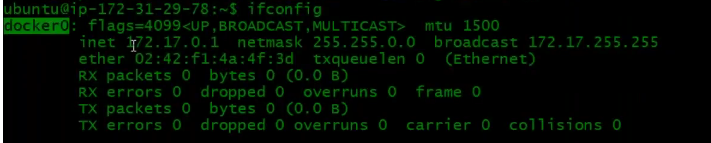 ubuntu@ip-172-31-29-78:~$ ifconfig
docker0: flags=4099<UP,BROADCAST,MULTICAST>  mtu 1500
        inet 172.17.0.1  netmask 255.255.0.0  broadcast 172.17.255.255
        ether 02:42:f1:4a:4f:3d  txqueuelen 0  (Ethernet)
        RX packets 0  bytes 0 (0.0 B)
        RX errors 0  dropped 0  overruns 0  frame 0
        TX packets 0  bytes 0 (0.0 B)
        TX errors 0  dropped 0 overruns 0  carrier 0  collisions 0